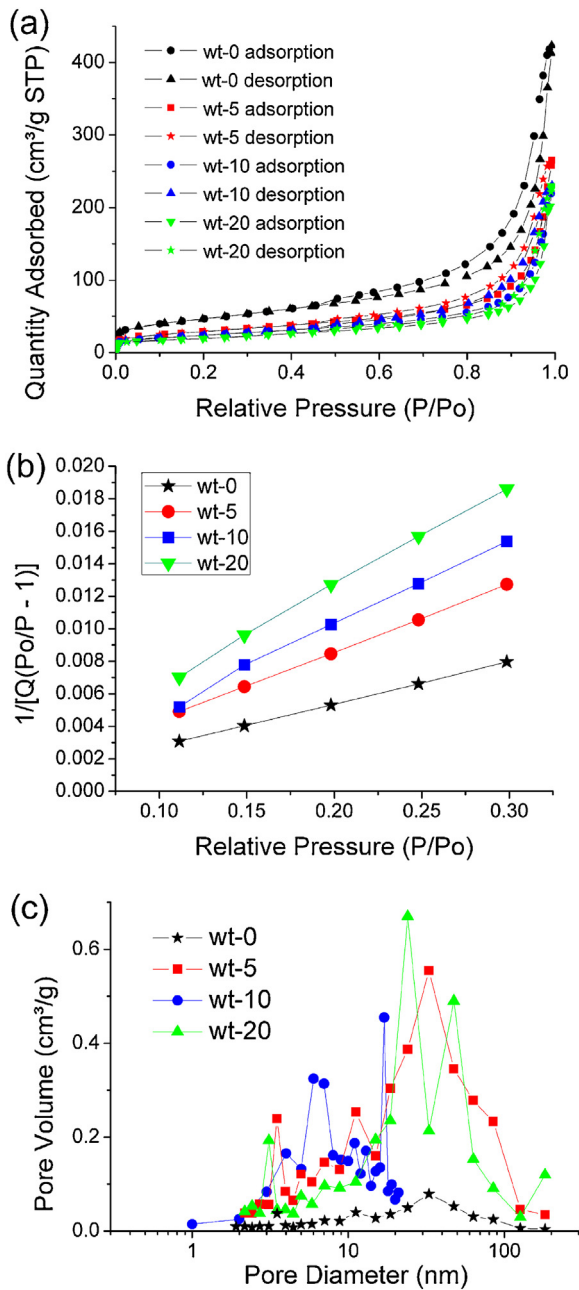 (a)
Quantity Adsorbed (cm³/g STP)
400
300
200
100
0
wt-0 adsorption
wt-0 desorption
wt-5 adsorption
wt-5 desorption
wt-10 adsorption
wt-10 desorption
wt-20 adsorption
wt-20 desorption
0.0 0.2 0.4 0.6 0.8 1.0
Relative Pressure (P/Po)
(b)
1/[Q(Po/P - 1)]
0.020
0.018
0.016
0.014
0.012
0.010
0.008
0.006
0.004
0.002
0.000
wt-0
wt-5
wt-10
wt-20
0.10 0.15 0.20 0.25 0.30
Relative Pressure (P/Po)
(c)
Pore Volume (cm³/g)
0.6
0.4
0.2
0.0
wt-0
wt-5
wt-10
wt-20
1 10 100
Pore Diameter (nm)